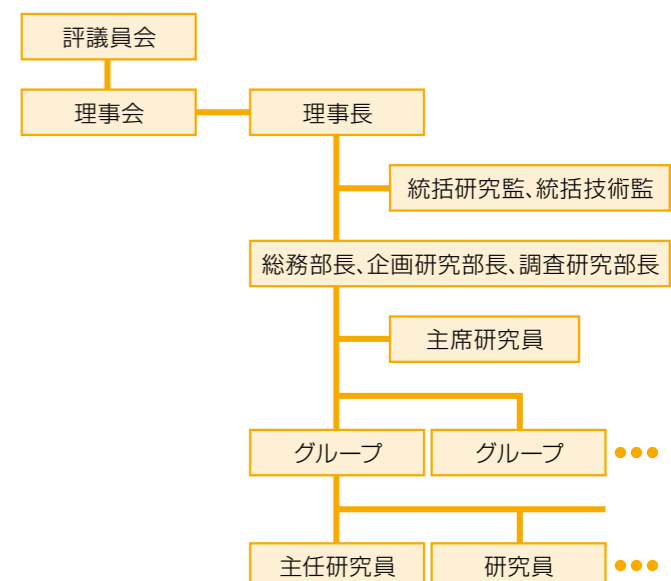 評議員会
理事会
理事長
統括研究監、統括技術監
総務部長、企画研究部長、調査研究部長
主席研究員
グループ
グループ
主任研究員
研究員